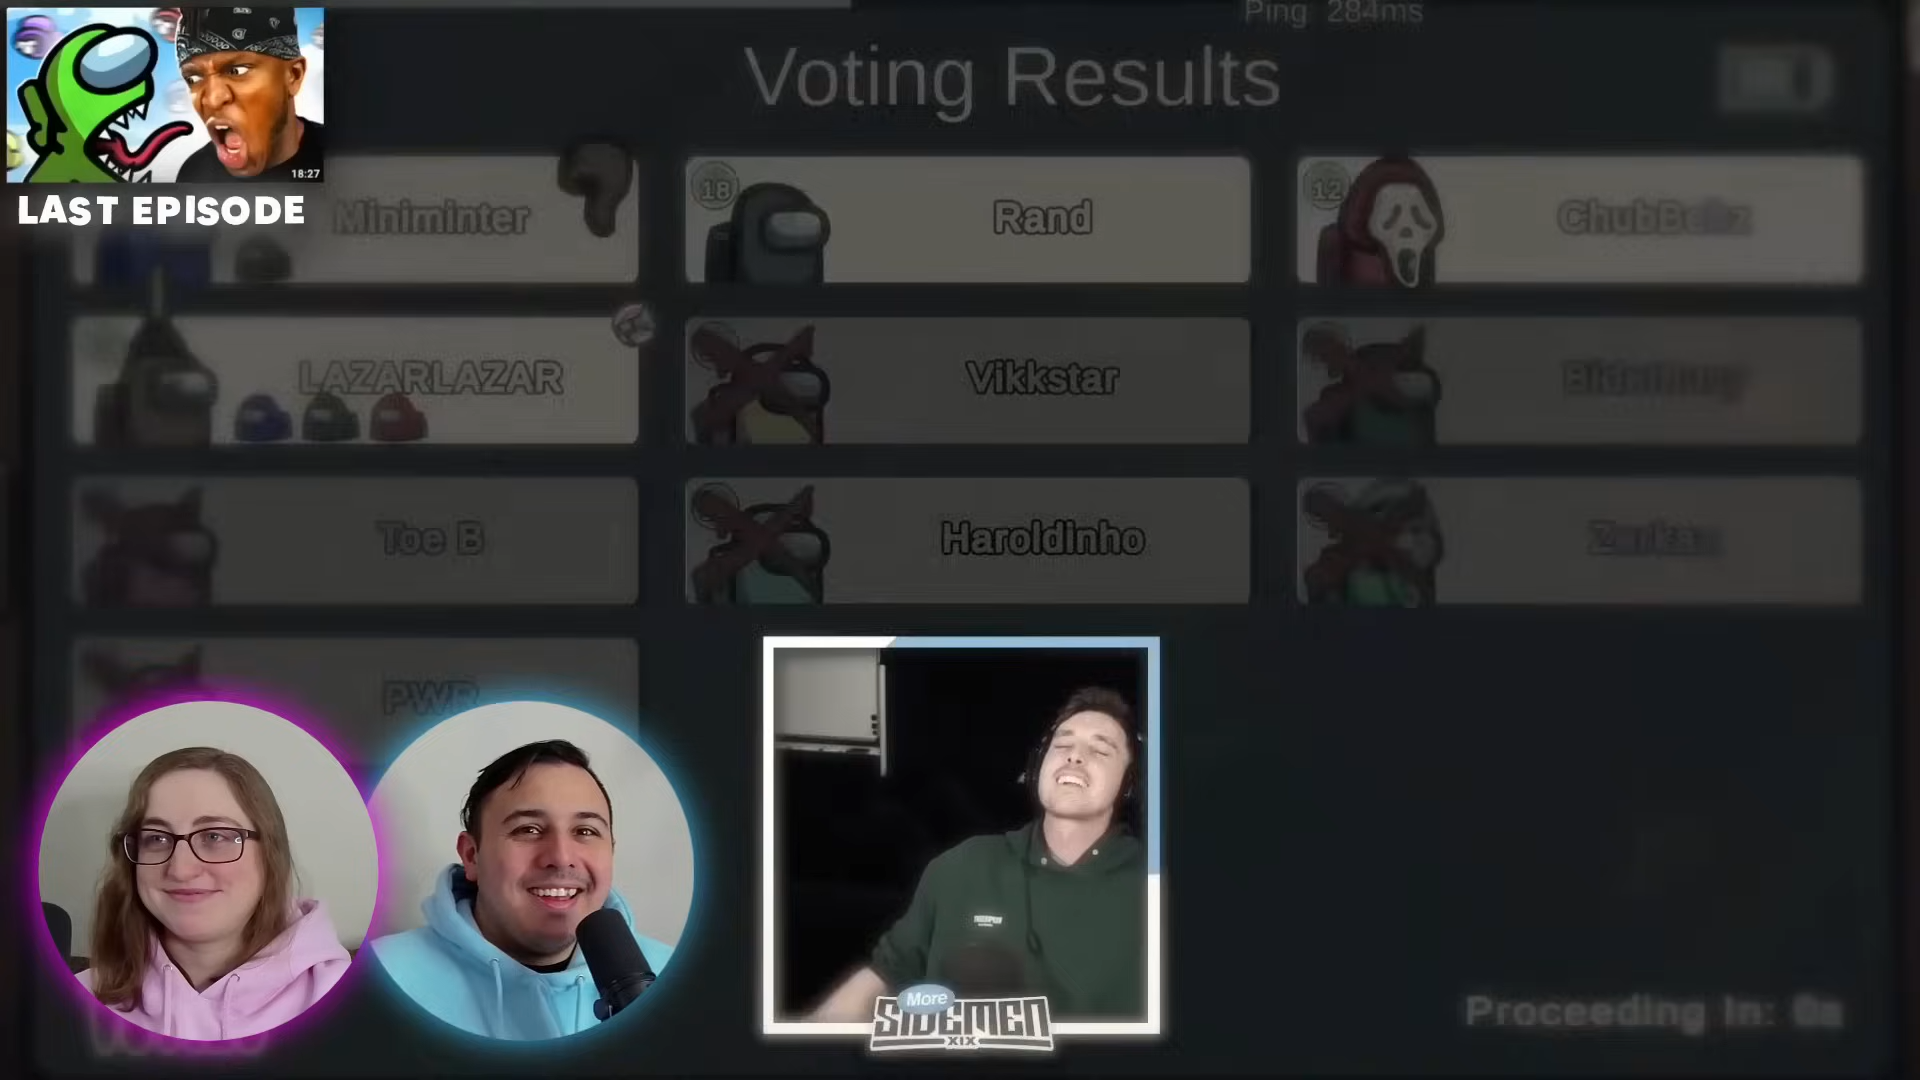 Ping 284ms
Voting Results
18:27
LAST EPISODE
Miniminter
18
Rand
12
LAZARLAZAR
Vikkstar
Toe B
Haroldinho
PWR
More
SIDEMEN
XIX
Proceeding In: 0s